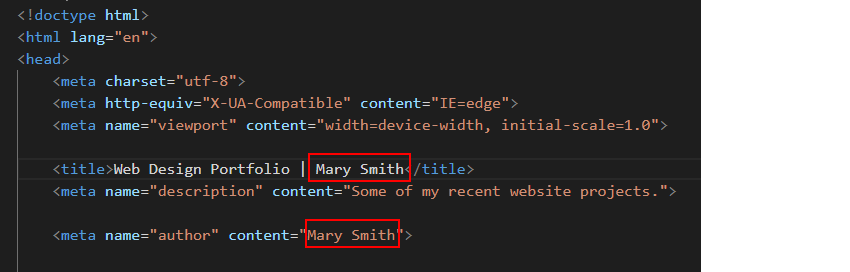 <!doctype html>
<html lang="en">
<head>
<meta charset="utf-8">
<meta http-equiv="X-UA-Compatible" content="IE=edge">
<meta name="viewport" content="width=device-width, initial-scale=1.0">
<title>Web Design Portfolio | Mary Smith</title>
<meta name="description" content="Some of my recent website projects.">
<meta name="author" content="Mary Smith">